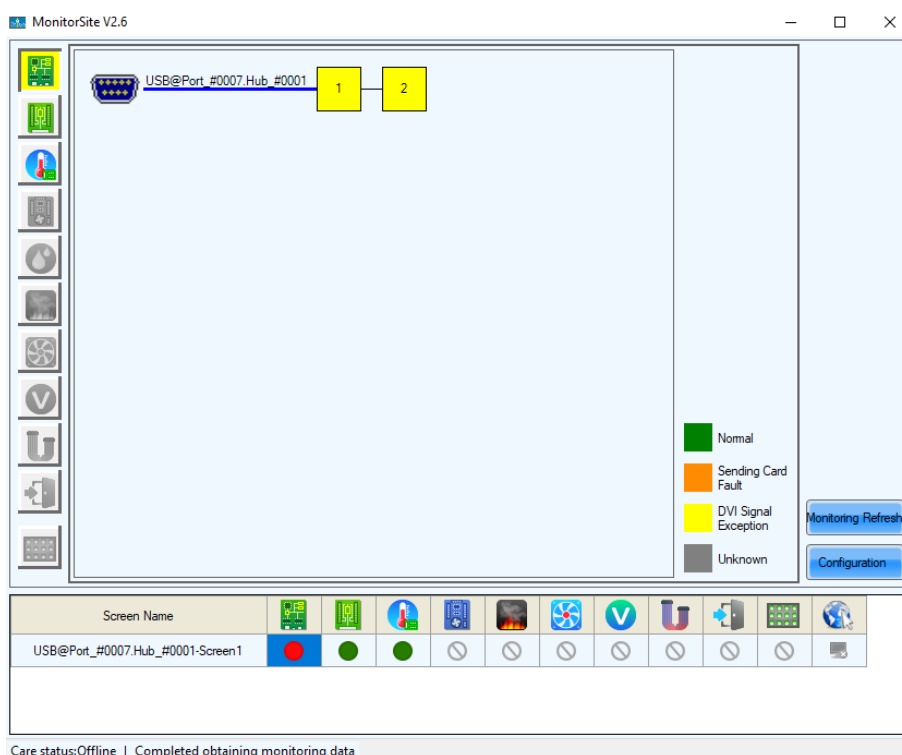 MonitorSite V2.6
USB@Port_#0007.Hub_#0001
1
2
Normal
Sending Card
Fault
DVI Signal
Exception
Unknown
Monitoring Refresh
Configuration
Screen Name
USB@Port_#0007.Hub_#0001-Screen1
Care status:Offline | Completed obtaining monitoring data